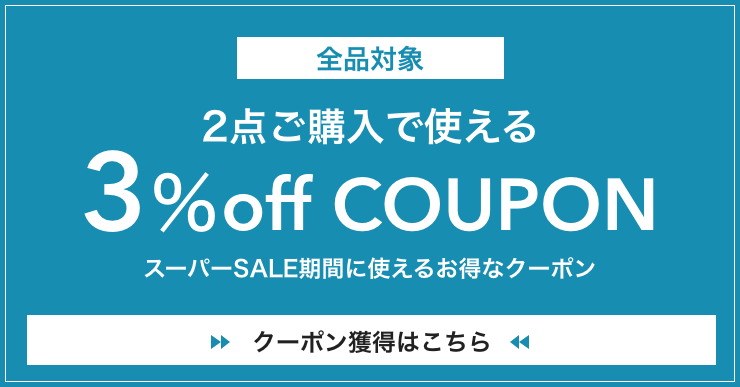 全品対象
2点ご購入で使える
3%off COUPON
スーパーSALE期間に使えるお得なクーポン
クーポン獲得はこちら